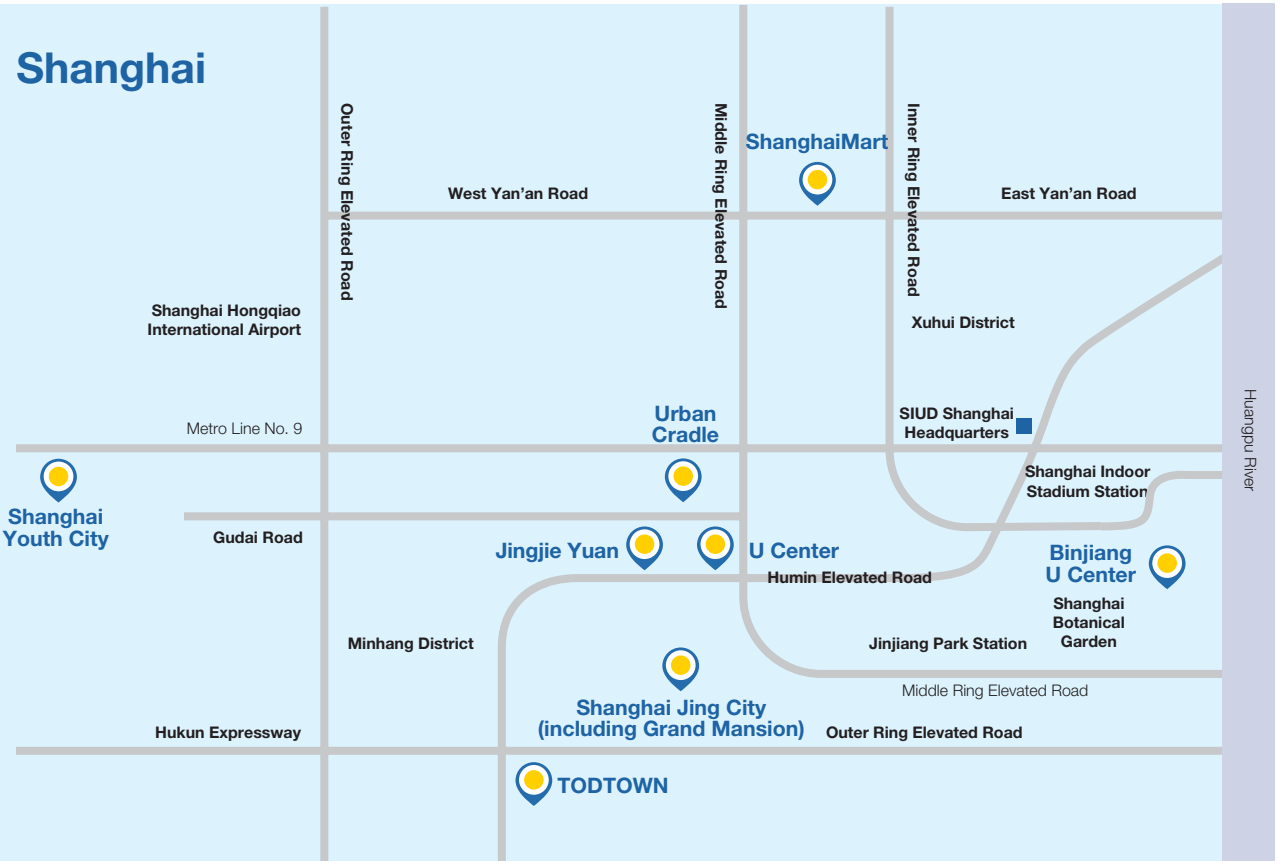 Shanghai
Outer Ring Elevated Road
Middle Ring Elevated Road
ShanghaiMart
Inner Ring Elevated Road
West Yan’an Road
East Yan’an Road
Shanghai Hongqiao
International Airport
Xuhui District
Huangpu River
Metro Line No. 9
Urban
Cradle
SIUD Shanghai
Headquarters
Shanghai Indoor
Stadium Station
Shanghai
Youth City
Gudai Road
Jingjie Yuan
U Center
Binjiang
U Center
Humin Elevated Road
Shanghai
Botanical
Garden
Minhang District
Jinjiang Park Station
Middle Ring Elevated Road
Shanghai Jing City
(including Grand Mansion)
Hukun Expressway
Outer Ring Elevated Road
TODTOWN